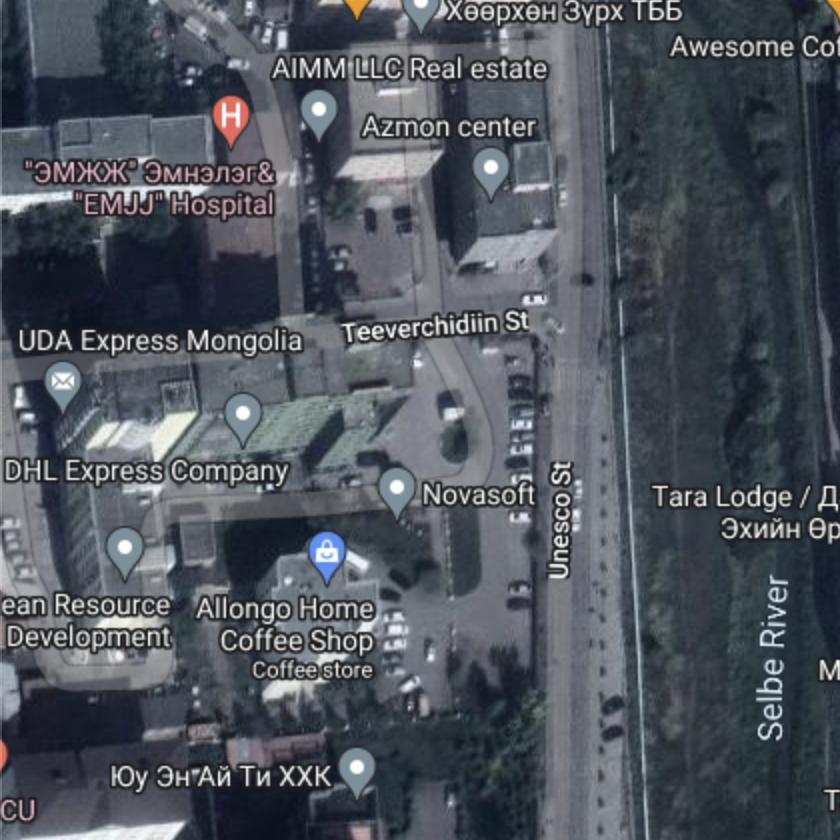 Хөөрхөн Зүрх ТББ
Awesome Cof
AIMM LLC Real estate
Azmon center
H
"ЭМЖЖ" Эмнэлэг&
"EMJJ" Hospital
Teeverchidiin St
UDA Express Mongolia
DHL Express Company
Novasoft
Unesco St
Tara Lodge / Д
Эхийн Өр
ean Resource
Development
Allongo Home
Coffee Shop
Coffee store
Selbe River
М
Юу Эн Ай Ти ХХК
CU
T